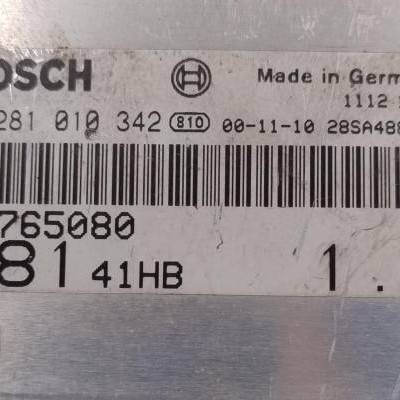 OSCH Made in Germ
1112
281 010 342 810 00-11-10 28SA488
765080
81 41HB 1.